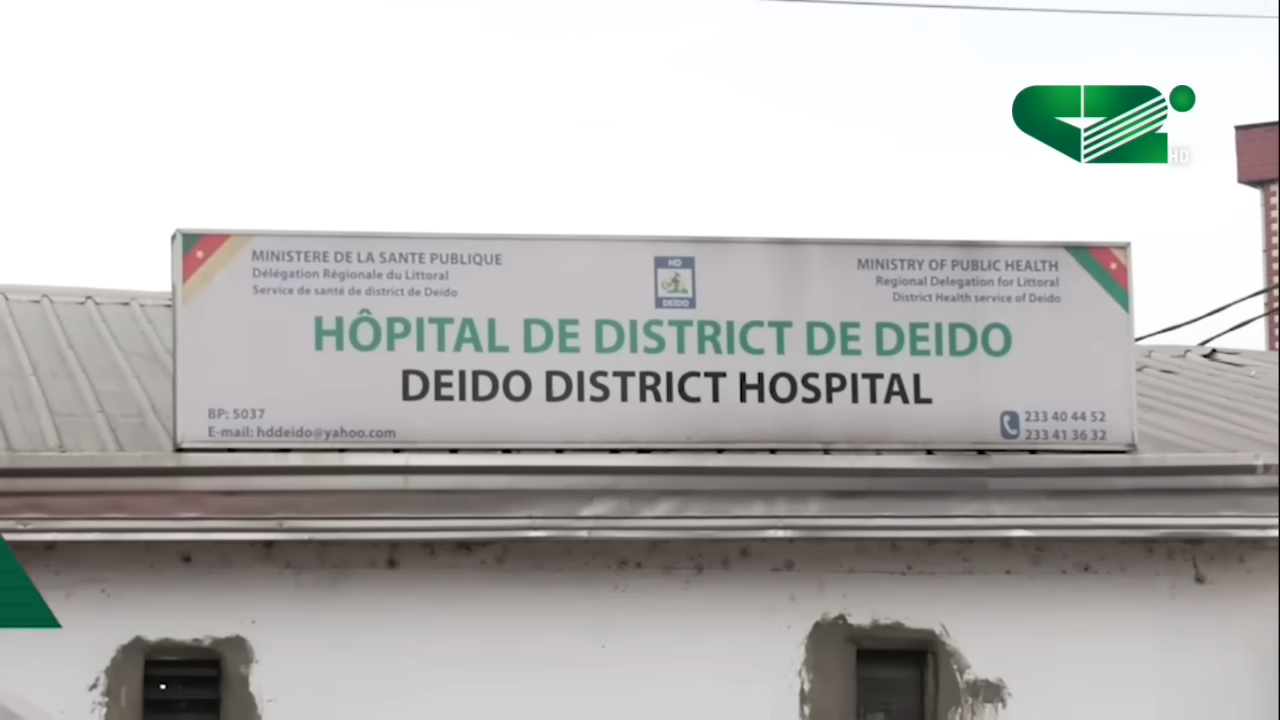 HD
MINISTERE DE LA SANTE PUBLIQUE
Délégation Régionale du Littoral
Service de santé de district de Deido
HD
DEIDO
MINISTRY OF PUBLIC HEALTH
Regional Delegation for Littoral
District Health service of Deido
HÔPITAL DE DISTRICT DE DEIDO
DEIDO DISTRICT HOSPITAL
BP: 5037
E-mail: hddeido@yahoo.com
233 40 44 52
233 41 36 32